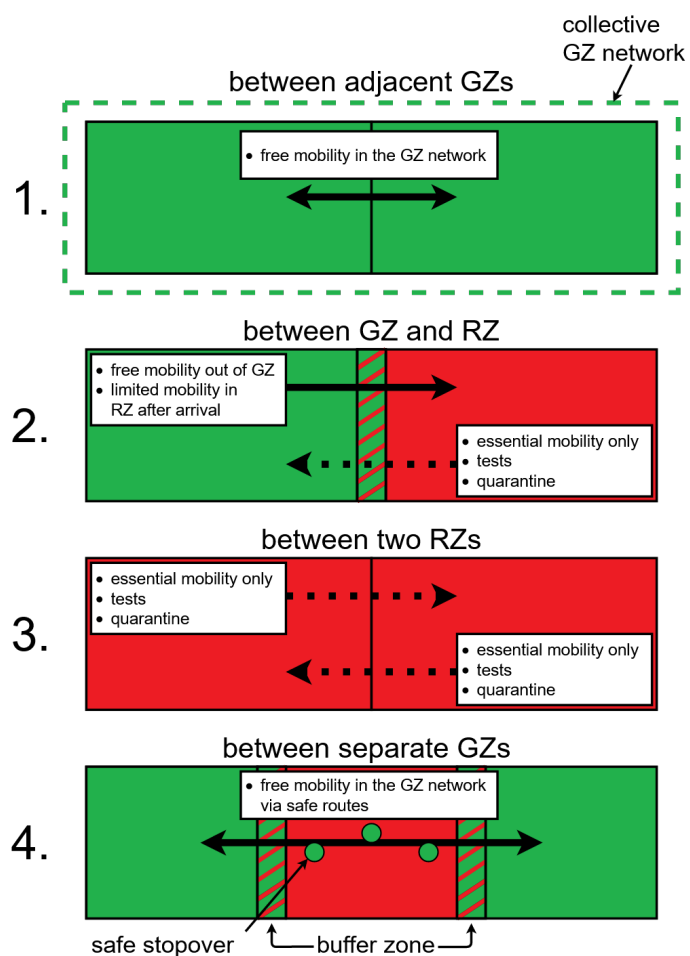 collective
GZ network
between adjacent GZs
1.
• free mobility in the GZ network
between GZ and RZ
2.
• free mobility out of GZ
• limited mobility in
RZ after arrival
• essential mobility only
• tests
• quarantine
between two RZs
3.
• essential mobility only
• tests
• quarantine
• essential mobility only
• tests
• quarantine
between separate GZs
4.
• free mobility in the GZ network
via safe routes
safe stopover
buffer zone